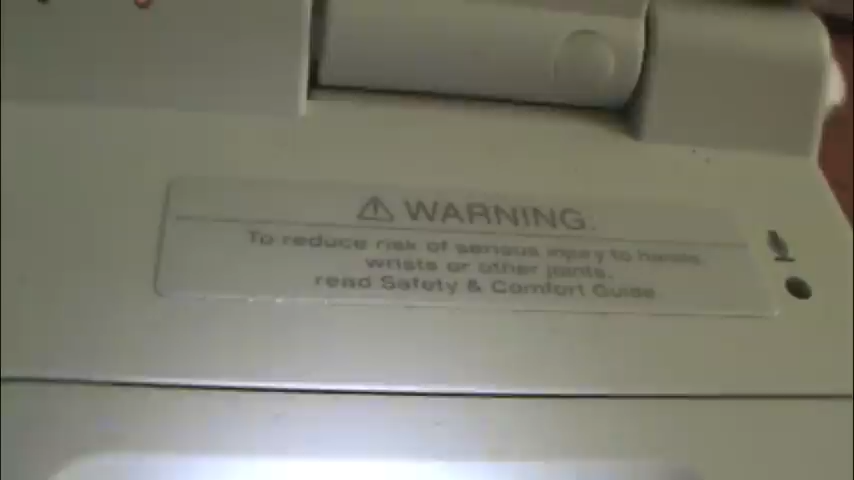 WARNING.
To reduce risk of serious injury to hands,
wrists or other joints,
read Safety & Comfort Guide